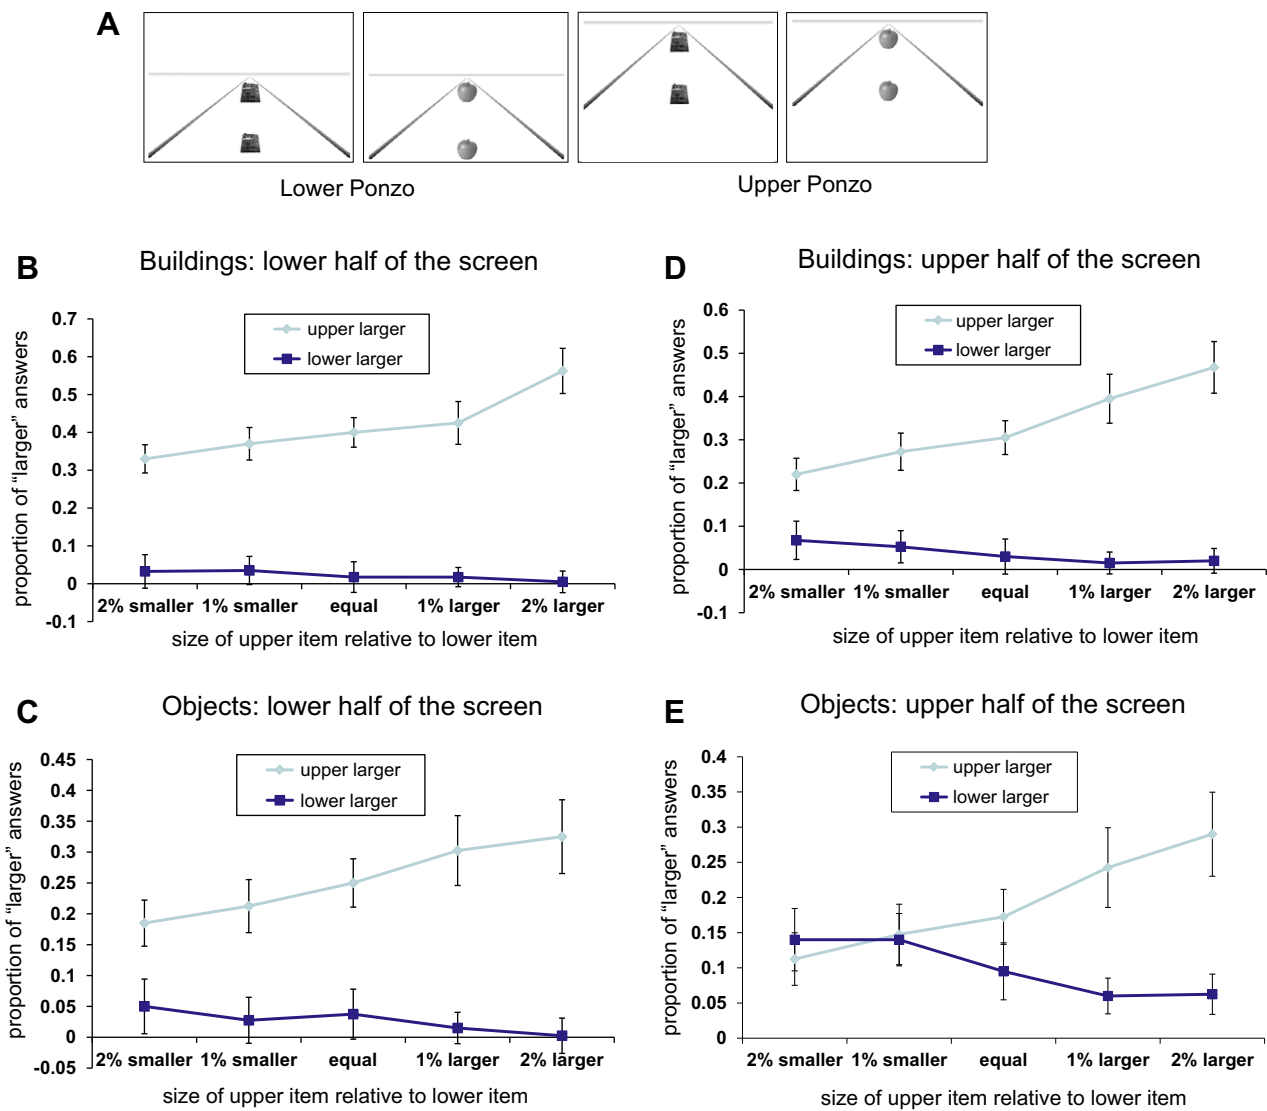 A
Lower Ponzo
Upper Ponzo
B
Buildings: lower half of the screen
proportion of “larger” answers
0.7
0.6
0.5
0.4
0.3
0.2
0.1
0
-0.1
upper larger
lower larger
2% smaller 1% smaller equal 1% larger 2% larger
size of upper item relative to lower item
D
Buildings: upper half of the screen
proportion of “larger” answers
0.6
0.5
0.4
0.3
0.2
0.1
0
-0.1
upper larger
lower larger
2% smaller 1% smaller equal 1% larger 2% larger
size of upper item relative to lower item
C
Objects: lower half of the screen
proportion of “larger” answers
0.45
0.4
0.35
0.3
0.25
0.2
0.15
0.1
0.05
0
-0.05
upper larger
lower larger
2% smaller 1% smaller equal 1% larger 2% larger
size of upper item relative to lower item
E
Objects: upper half of the screen
proportion of “larger” answers
0.4
0.35
0.3
0.25
0.2
0.15
0.1
0.05
0
upper larger
lower larger
2% smaller 1% smaller equal 1% larger 2% larger
size of upper item relative to lower item